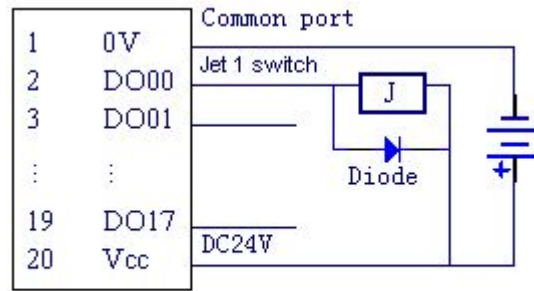 Common port
1 0V
Jet 1 switch
2 DO00
J
3 DO01
Diode
+
⋮ ⋮
19 DO17
DC24V
20 Vcc